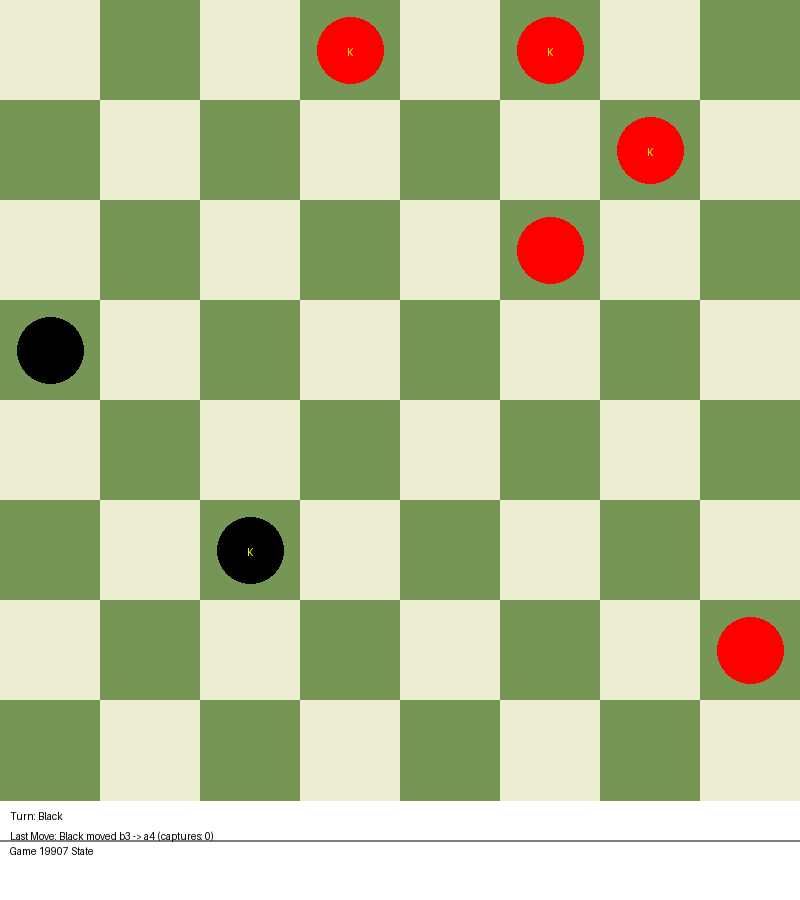 K K
K
K
Turn: Black
Last Move: Black moved b3 -> a4 (captures: 0)
Game 19907 State